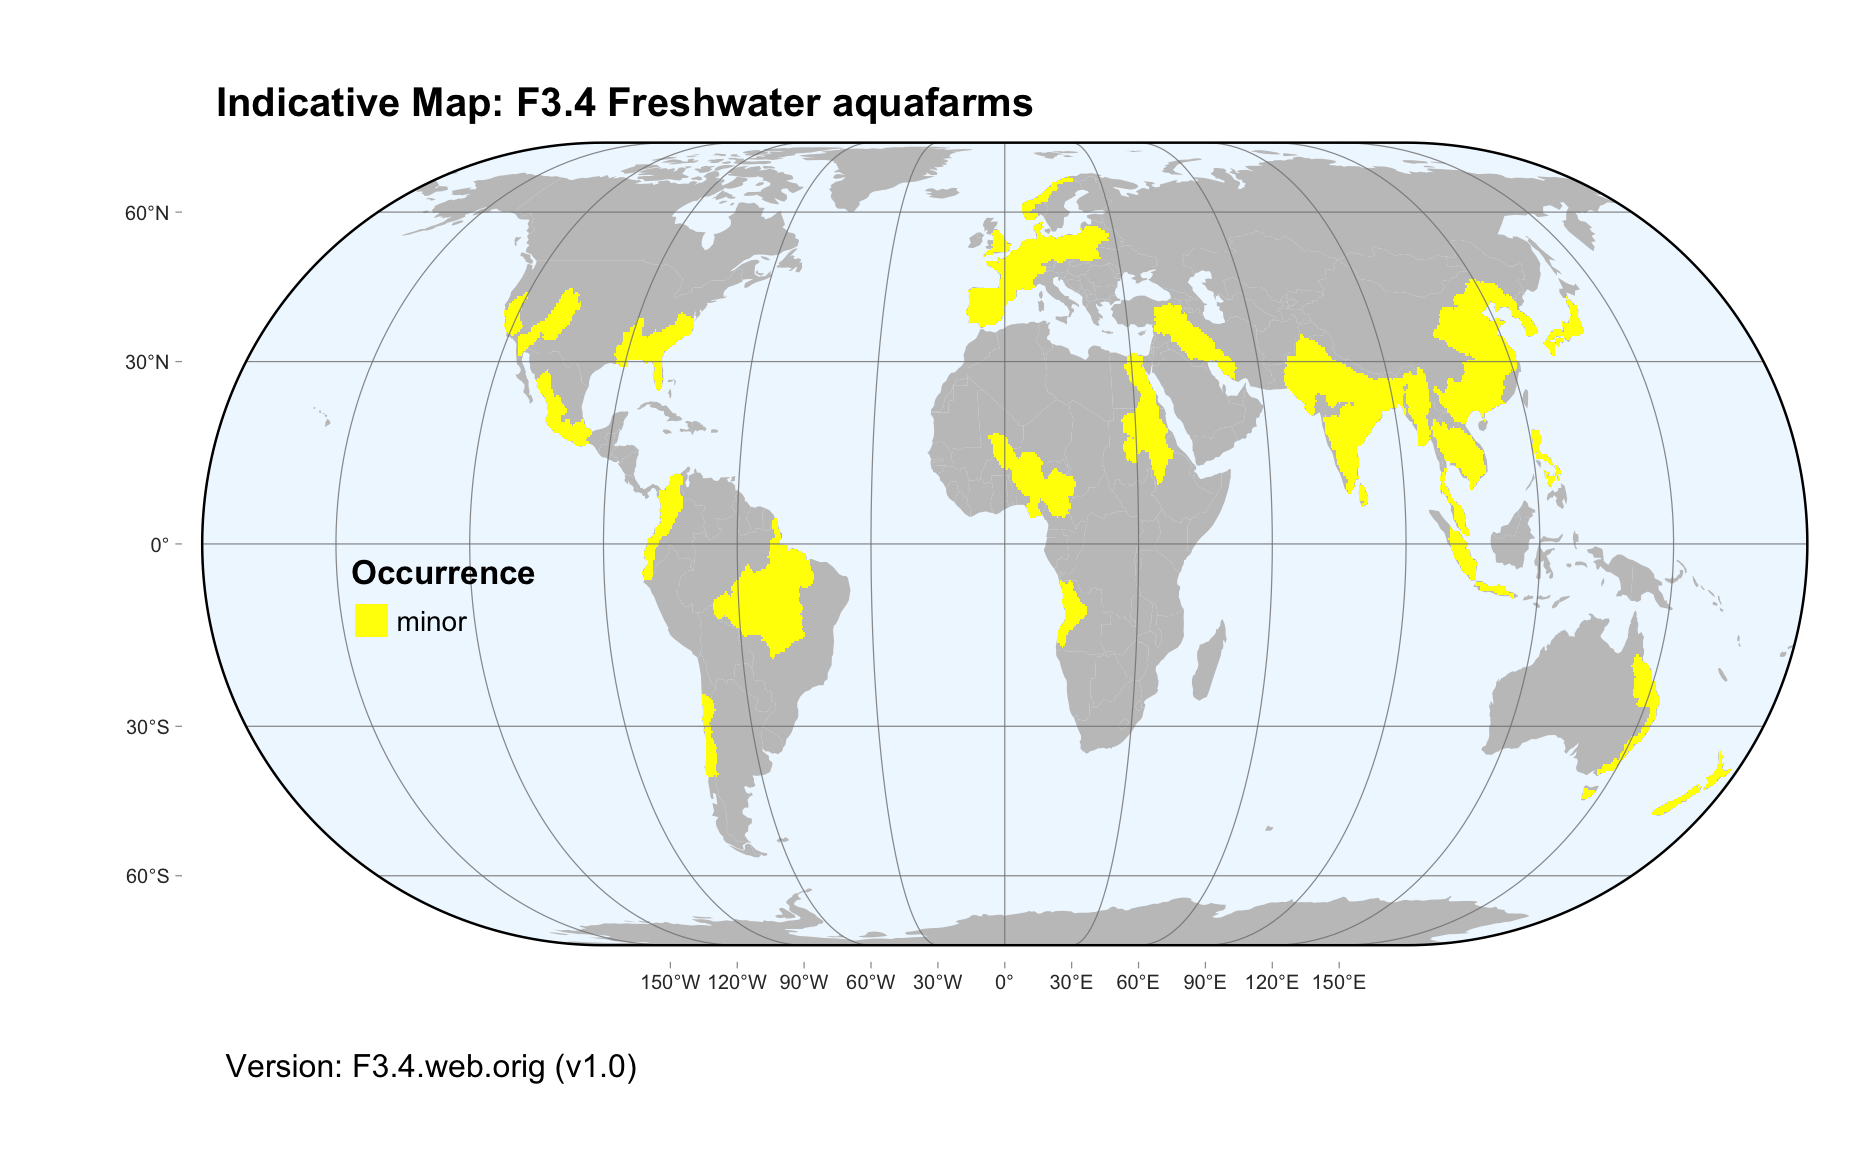 Indicative Map: F3.4 Freshwater aquafarms
60°N
30°N
0°
30°S
60°S
Occurrence
minor
150°W 120°W 90°W 60°W 30°W 0° 30°E 60°E 90°E 120°E 150°E
Version: F3.4.web.orig (v1.0)